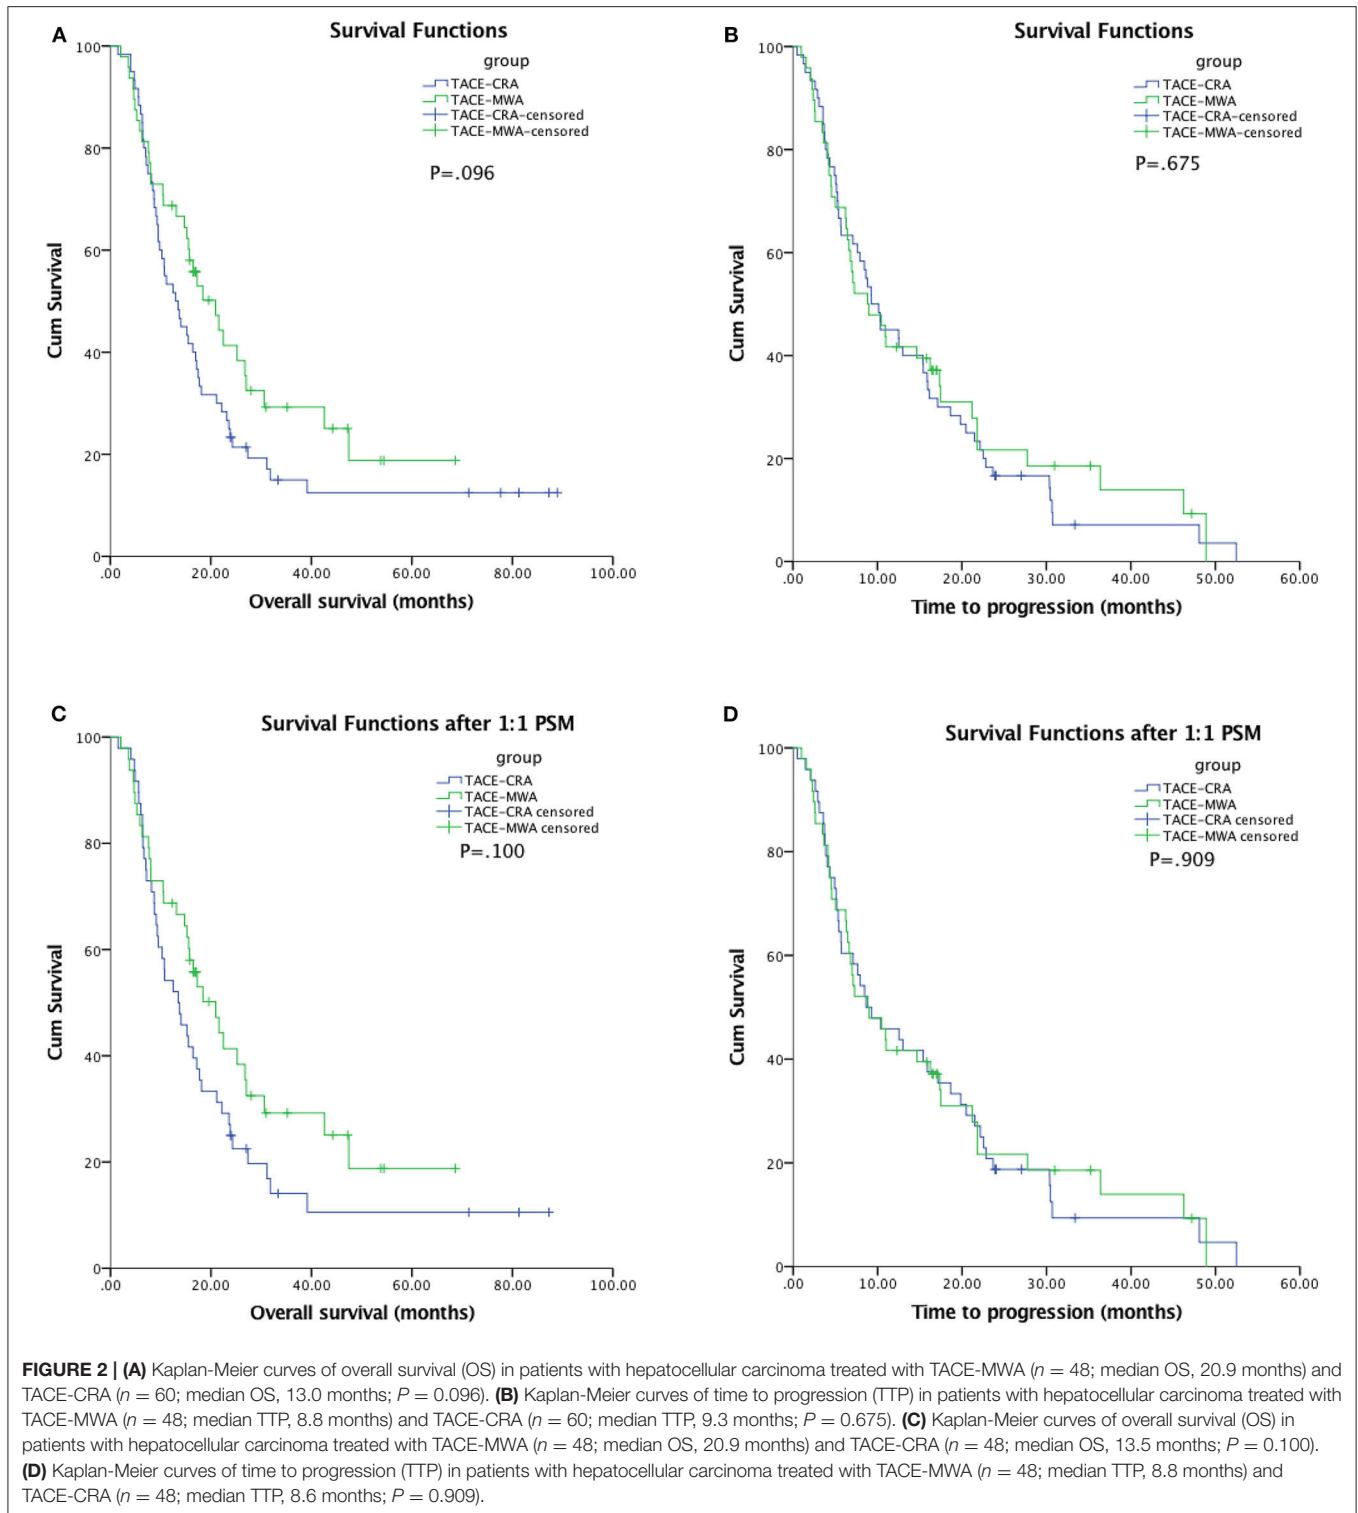 A
Survival Functions
group
TACE-CRA
TACE-MWA
TACE-CRA-censored
TACE-MWA-censored
P=.096
Cum Survival
100
80
60
40
20
0
.00 20.00 40.00 60.00 80.00 100.00
Overall survival (months)
B
Survival Functions
group
TACE-CRA
TACE-MWA
TACE-CRA-censored
TACE-MWA-censored
P=.675
Cum Survival
100
80
60
40
20
0
.00 10.00 20.00 30.00 40.00 50.00 60.00
Time to progression (months)
C
Survival Functions after 1:1 PSM
group
TACE-CRA
TACE-MWA
TACE-CRA censored
TACE-MWA censored
P=.100
Cum Survival
100
80
60
40
20
0
.00 20.00 40.00 60.00 80.00 100.00
Overall survival (months)
D
Survival Functions after 1:1 PSM
group
TACE-CRA
TACE-MWA
TACE-CRA censored
TACE-MWA censored
P=.909
Cum Survival
100
80
60
40
20
0
.00 10.00 20.00 30.00 40.00 50.00 60.00
Time to progression (months)
FIGURE 2 | (A) Kaplan-Meier curves of overall survival (OS) in patients with hepatocellular carcinoma treated with TACE-MWA (n = 48; median OS, 20.9 months) and
TACE-CRA (n = 60; median OS, 13.0 months; P = 0.096). (B) Kaplan-Meier curves of time to progression (TTP) in patients with hepatocellular carcinoma treated with
TACE-MWA (n = 48; median TTP, 8.8 months) and TACE-CRA (n = 60; median TTP, 9.3 months; P = 0.675). (C) Kaplan-Meier curves of overall survival (OS) in
patients with hepatocellular carcinoma treated with TACE-MWA (n = 48; median OS, 20.9 months) and TACE-CRA (n = 48; median OS, 13.5 months; P = 0.100).
(D) Kaplan-Meier curves of time to progression (TTP) in patients with hepatocellular carcinoma treated with TACE-MWA (n = 48; median TTP, 8.8 months) and
TACE-CRA (n = 48; median TTP, 8.6 months; P = 0.909).